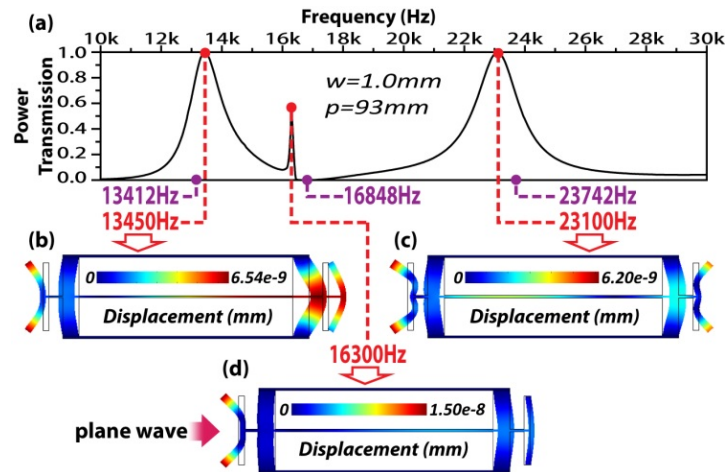 Frequency (Hz)
(a)
10k 12k 14k 16k 18k 20k 22k 24k 26k 28k 30k
Power
Transmission
1.0
0.8
0.6
0.4
0.2
0.0
w=1.0mm
p=93mm
13412Hz
16848Hz
23742Hz
13450Hz
23100Hz
(b)
0 6.54e-9
Displacement (mm)
(c)
0 6.20e-9
Displacement (mm)
16300Hz
(d)
0 1.50e-8
plane wave
Displacement (mm)